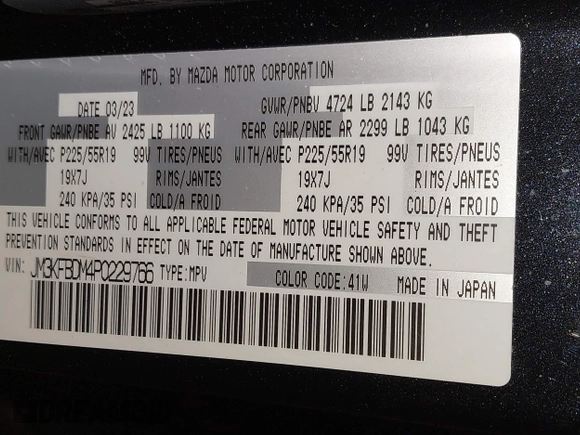 MFD. BY MAZDA MOTOR CORPORATION
DATE 03/23 GVWR/PNBV 4724 LB 2143 KG
FRONT GAWR/PNBE AV 2425 LB 1100 KG REAR GAWR/PNBE AR 2299 LB 1043 KG
WITH/AVEC P225/55R19 99V TIRES/PNEUS WITH/AVEC P225/55R19 99V TIRES/PNEUS
19X7J RIMS/JANTES 19X7J RIMS/JANTES
240 KPA/35 PSI COLD/A FROID 240 KPA/35 PSI COLD/A FROID
THIS VEHICLE CONFORMS TO ALL APPLICABLE FEDERAL MOTOR VEHICLE SAFETY AND THEFT
PREVENTION STANDARDS IN EFFECT ON THE DATE OF MANUFACTURE SHOWN ABOVE.
VIN: JM3KFBDM4P0229766 TYPE:MPV COLOR CODE:41W MADE IN JAPAN